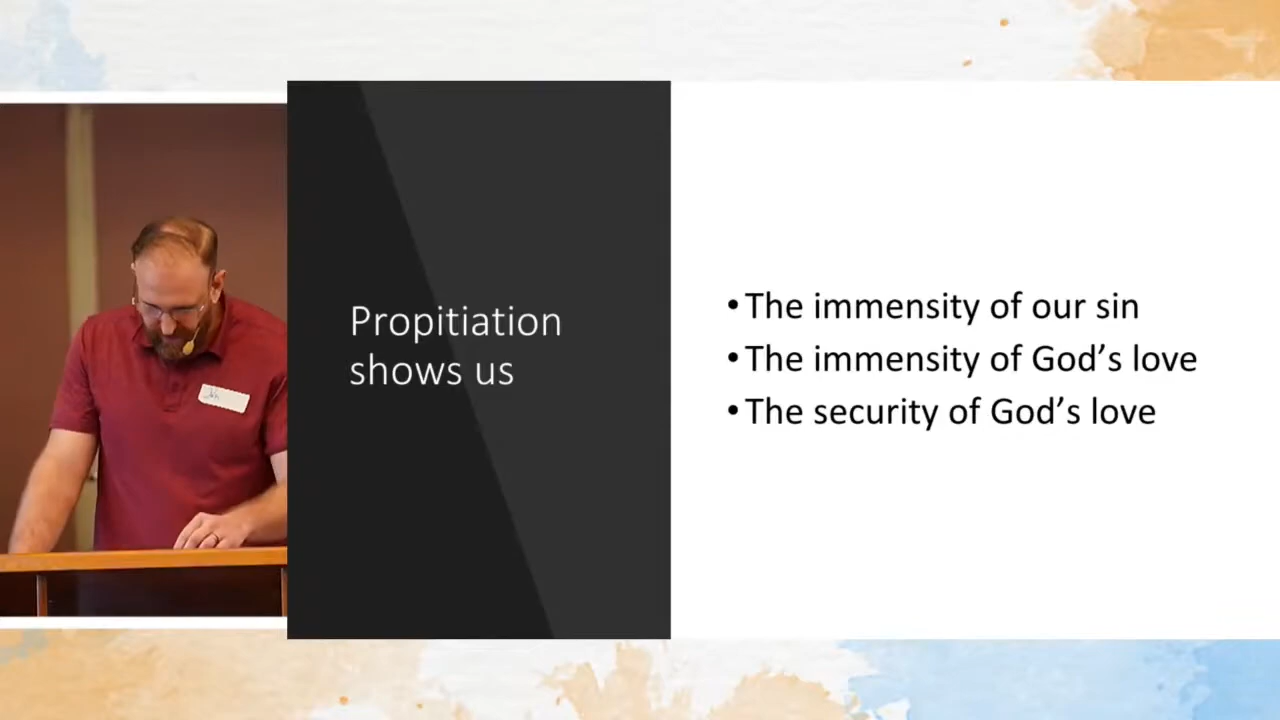 Propitiation
shows us
• The immensity of our sin
• The immensity of God’s love
• The security of God’s love